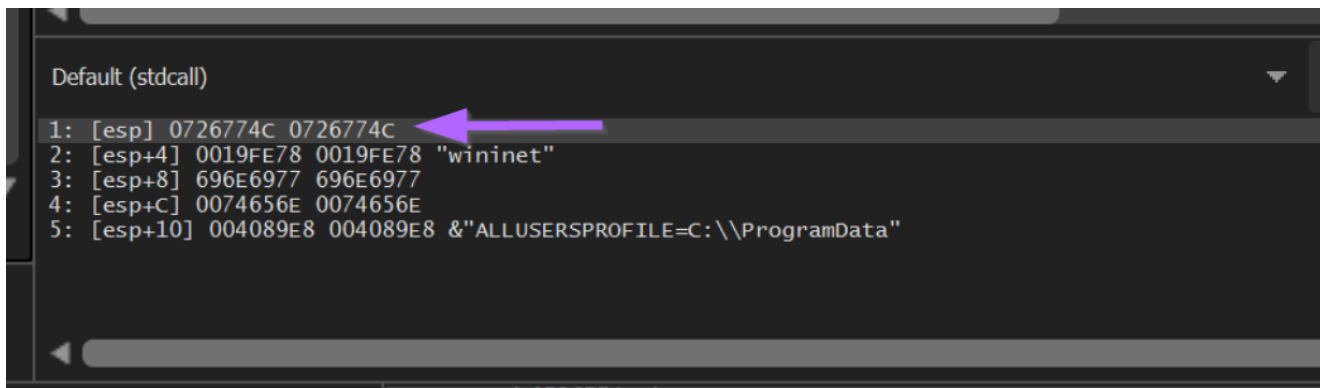 Default (stdcall)
1: [esp] 0726774C 0726774C
2: [esp+4] 0019FE78 0019FE78 "wininet"
3: [esp+8] 696E6977 696E6977
4: [esp+C] 0074656E 0074656E
5: [esp+10] 004089E8 004089E8 &"ALLUSERSPROFILE=C:\\ProgramData"